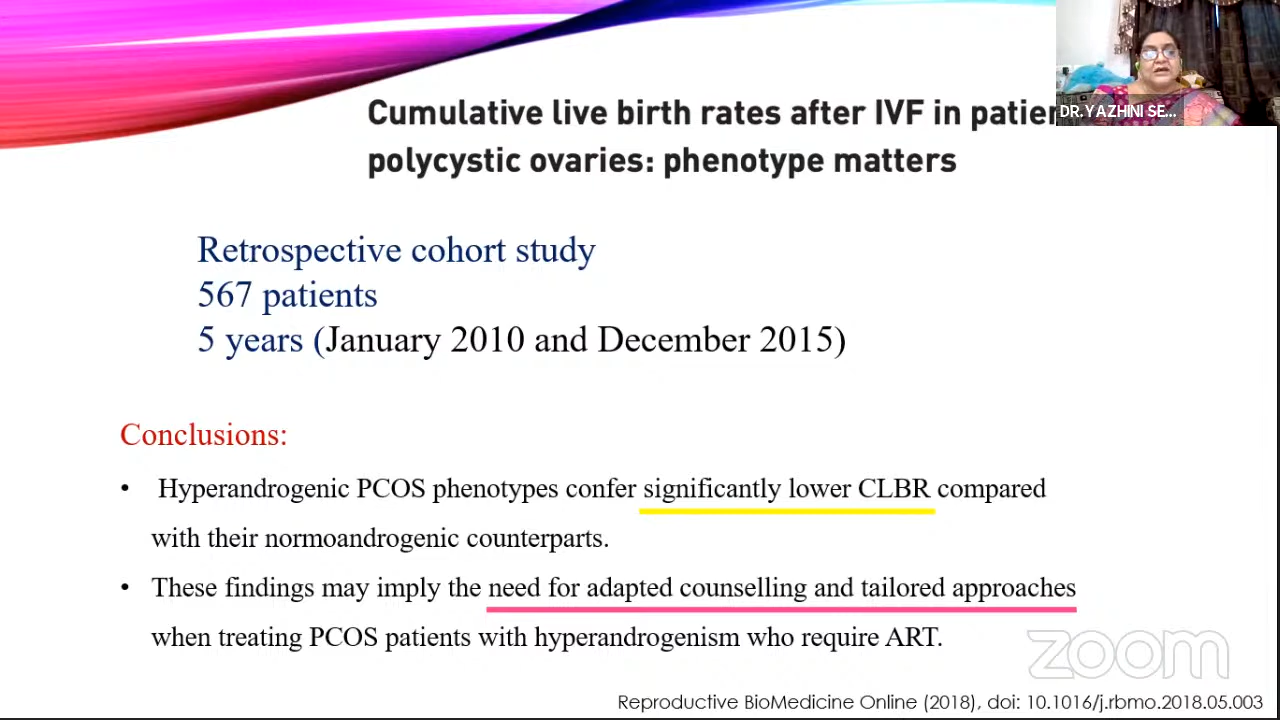 DR.YAZHINI SE...
Cumulative live birth rates after IVF in
polycystic ovaries: phenotype matters
Retrospective cohort study
567 patients
5 years (January 2010 and December 2015)
Conclusions:
• Hyperandrogenic PCOS phenotypes confer significantly lower CLBR compared
with their normoandrogenic counterparts.
• These findings may imply the need for adapted counselling and tailored approaches
when treating PCOS patients with hyperandrogenism who require ART.
zoom
Reproductive BioMedicine Online (2018), doi: 10.1016/j.rbmo.2018.05.003